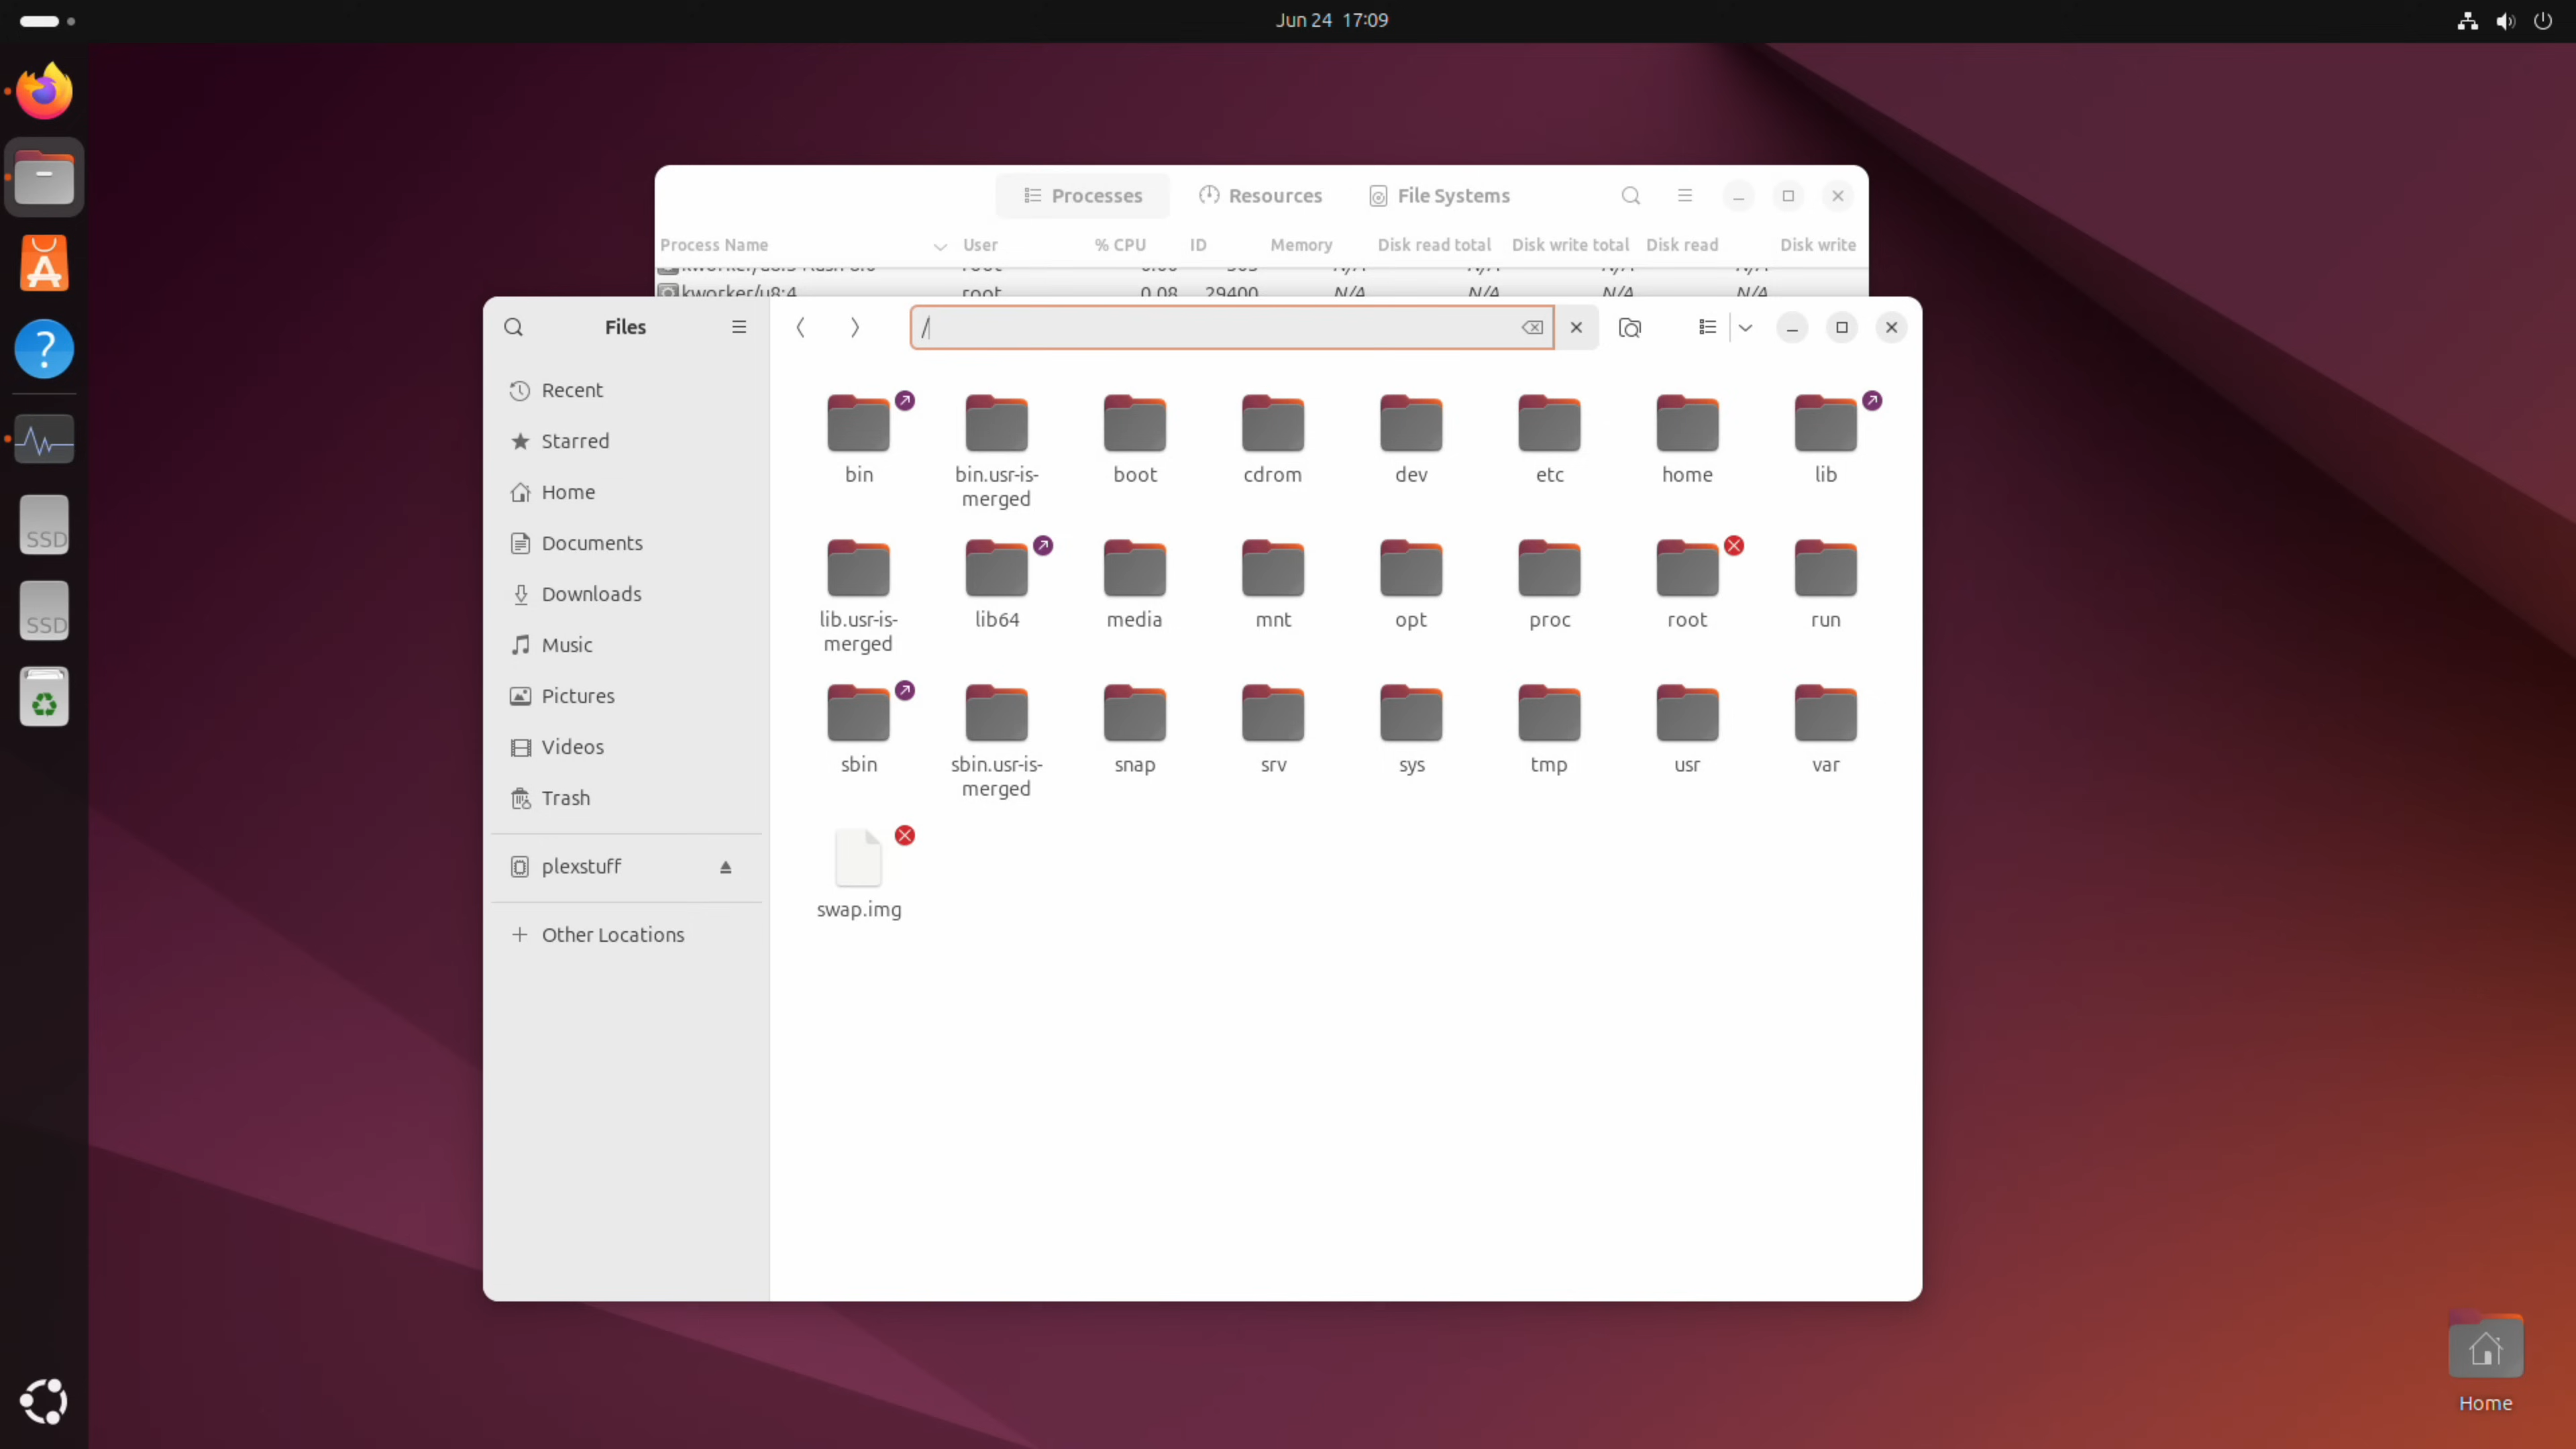 Jun 24 17:09
Processes
Resources
File Systems
Process Name
User
% CPU
ID
Memory
Disk read total
Disk write total
Disk read
Disk write
kworker/u8:4
root
0.08
29400
N/A
N/A
N/A
N/A
Files
/
Recent
Starred
Home
Documents
Downloads
Music
Pictures
Videos
Trash
plexstuff
Other Locations
bin
bin.usr-is-
merged
boot
cdrom
dev
etc
home
lib
lib.usr-is-
merged
lib64
media
mnt
opt
proc
root
run
sbin
sbin.usr-is-
merged
snap
srv
sys
tmp
usr
var
swap.img
SSD
SSD
Home